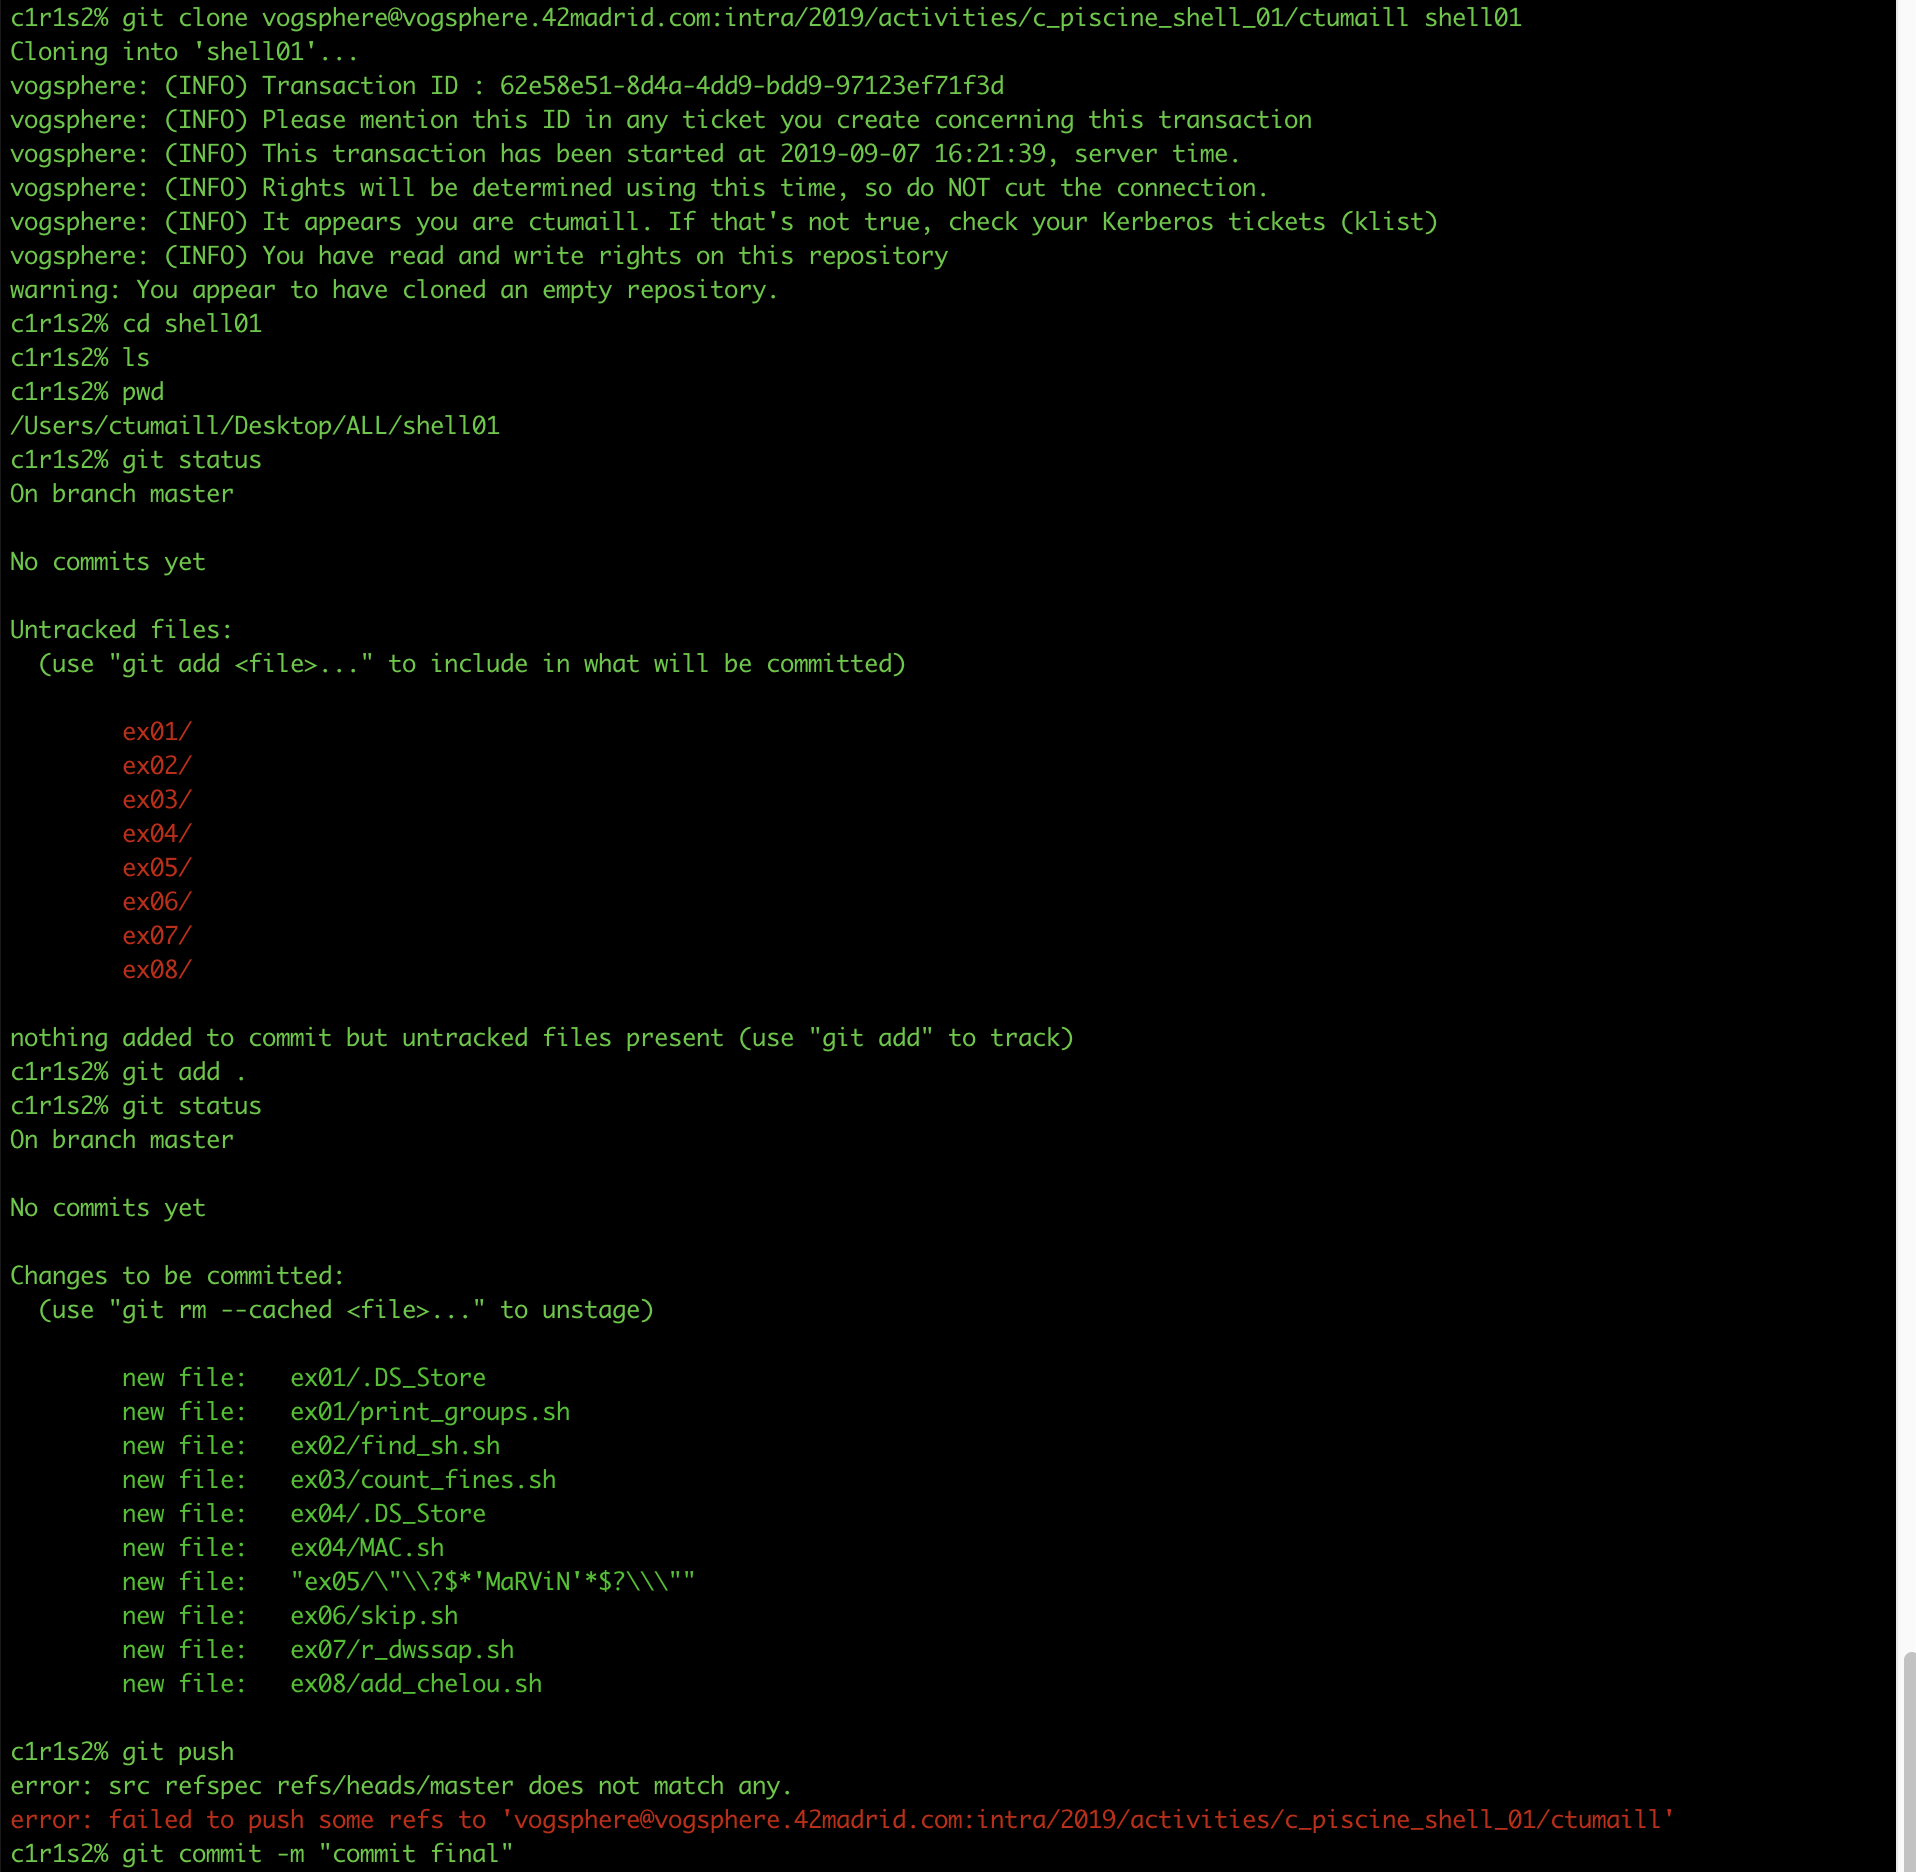 c1r1s2% git clone vogsphere@vogsphere.42madrid.com:intra/2019/activities/c_piscine_shell_01/ctumaill shell01
Cloning into 'shell01'...
vogsphere: (INFO) Transaction ID : 62e58e51-8d4a-4dd9-bdd9-97123ef71f3d
vogsphere: (INFO) Please mention this ID in any ticket you create concerning this transaction
vogsphere: (INFO) This transaction has been started at 2019-09-07 16:21:39, server time.
vogsphere: (INFO) Rights will be determined using this time, so do NOT cut the connection.
vogsphere: (INFO) It appears you are ctumaill. If that's not true, check your Kerberos tickets (klist)
vogsphere: (INFO) You have read and write rights on this repository
warning: You appear to have cloned an empty repository.
c1r1s2% cd shell01
c1r1s2% ls
c1r1s2% pwd
/Users/ctumaill/Desktop/ALL/shell01
c1r1s2% git status
On branch master
No commits yet
Untracked files:
  (use "git add <file>..." to include in what will be committed)
        ex01/
        ex02/
        ex03/
        ex04/
        ex05/
        ex06/
        ex07/
        ex08/
nothing added to commit but untracked files present (use "git add" to track)
c1r1s2% git add .
c1r1s2% git status
On branch master
No commits yet
Changes to be committed:
  (use "git rm --cached <file>..." to unstage)
        new file:   ex01/.DS_Store
        new file:   ex01/print_groups.sh
        new file:   ex02/find_sh.sh
        new file:   ex03/count_fines.sh
        new file:   ex04/.DS_Store
        new file:   ex04/MAC.sh
        new file:   "ex05/\"\\?$*'MaRViN'*$?\\\""
        new file:   ex06/skip.sh
        new file:   ex07/r_dwssap.sh
        new file:   ex08/add_chelou.sh
c1r1s2% git push
error: src refspec refs/heads/master does not match any.
error: failed to push some refs to 'vogsphere@vogsphere.42madrid.com:intra/2019/activities/c_piscine_shell_01/ctumaill'
c1r1s2% git commit -m "commit final"